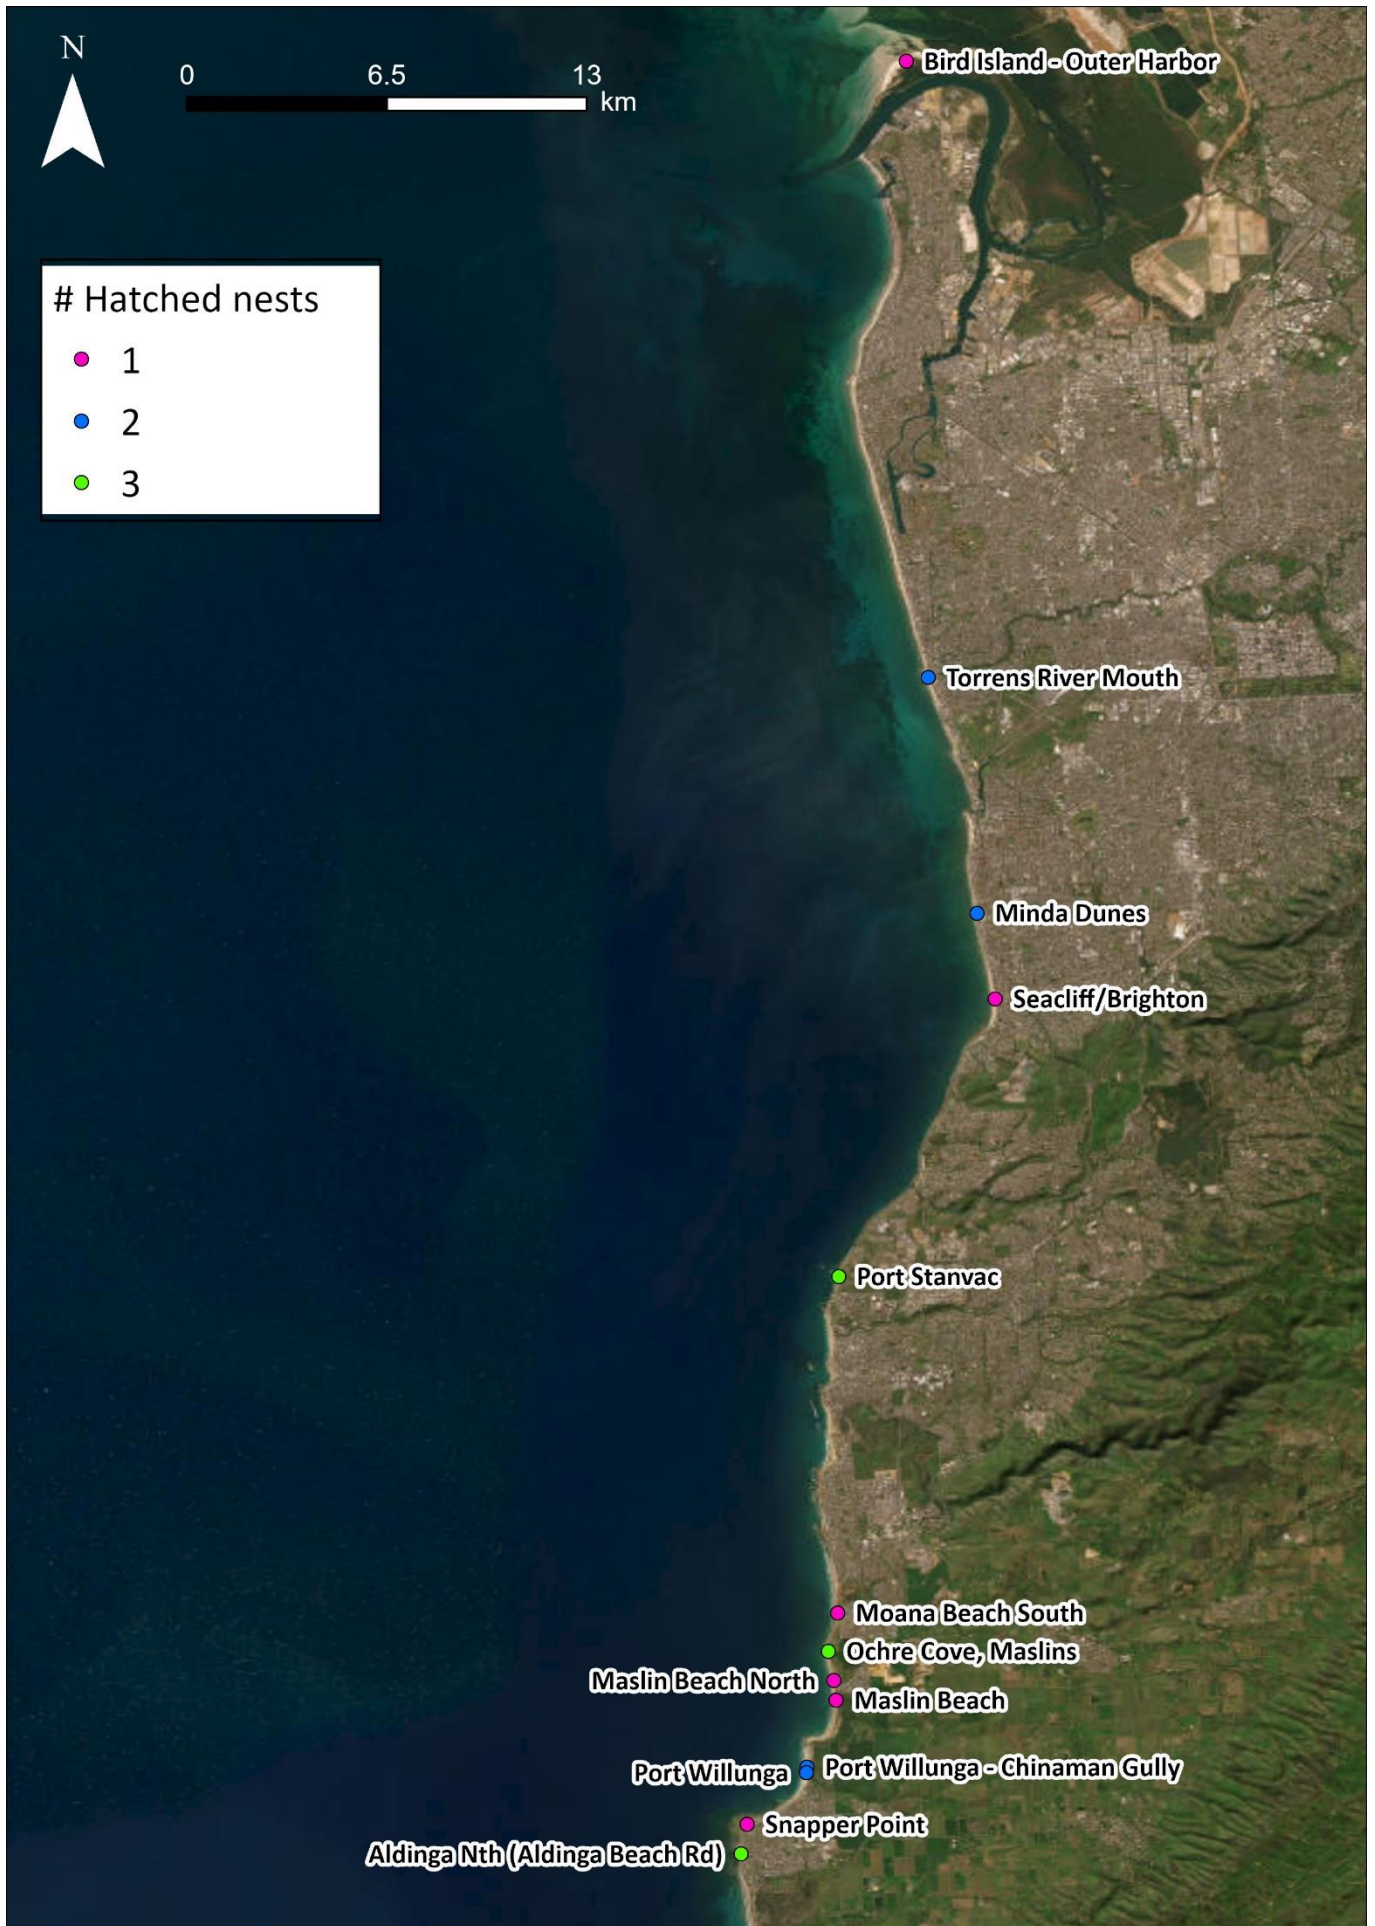 N
0 6.5 13
km
Bird Island - Outer Harbor
# Hatched nests
1
2
3
Torrens River Mouth
Minda Dunes
Seacliff/Brighton
Port Stanvac
Moana Beach South
Ochre Cove, Maslins
Maslin Beach North
Maslin Beach
Port Willunga - Chinaman Gully
Port Willunga
Snapper Point
Aldinga Nth (Aldinga Beach Rd)